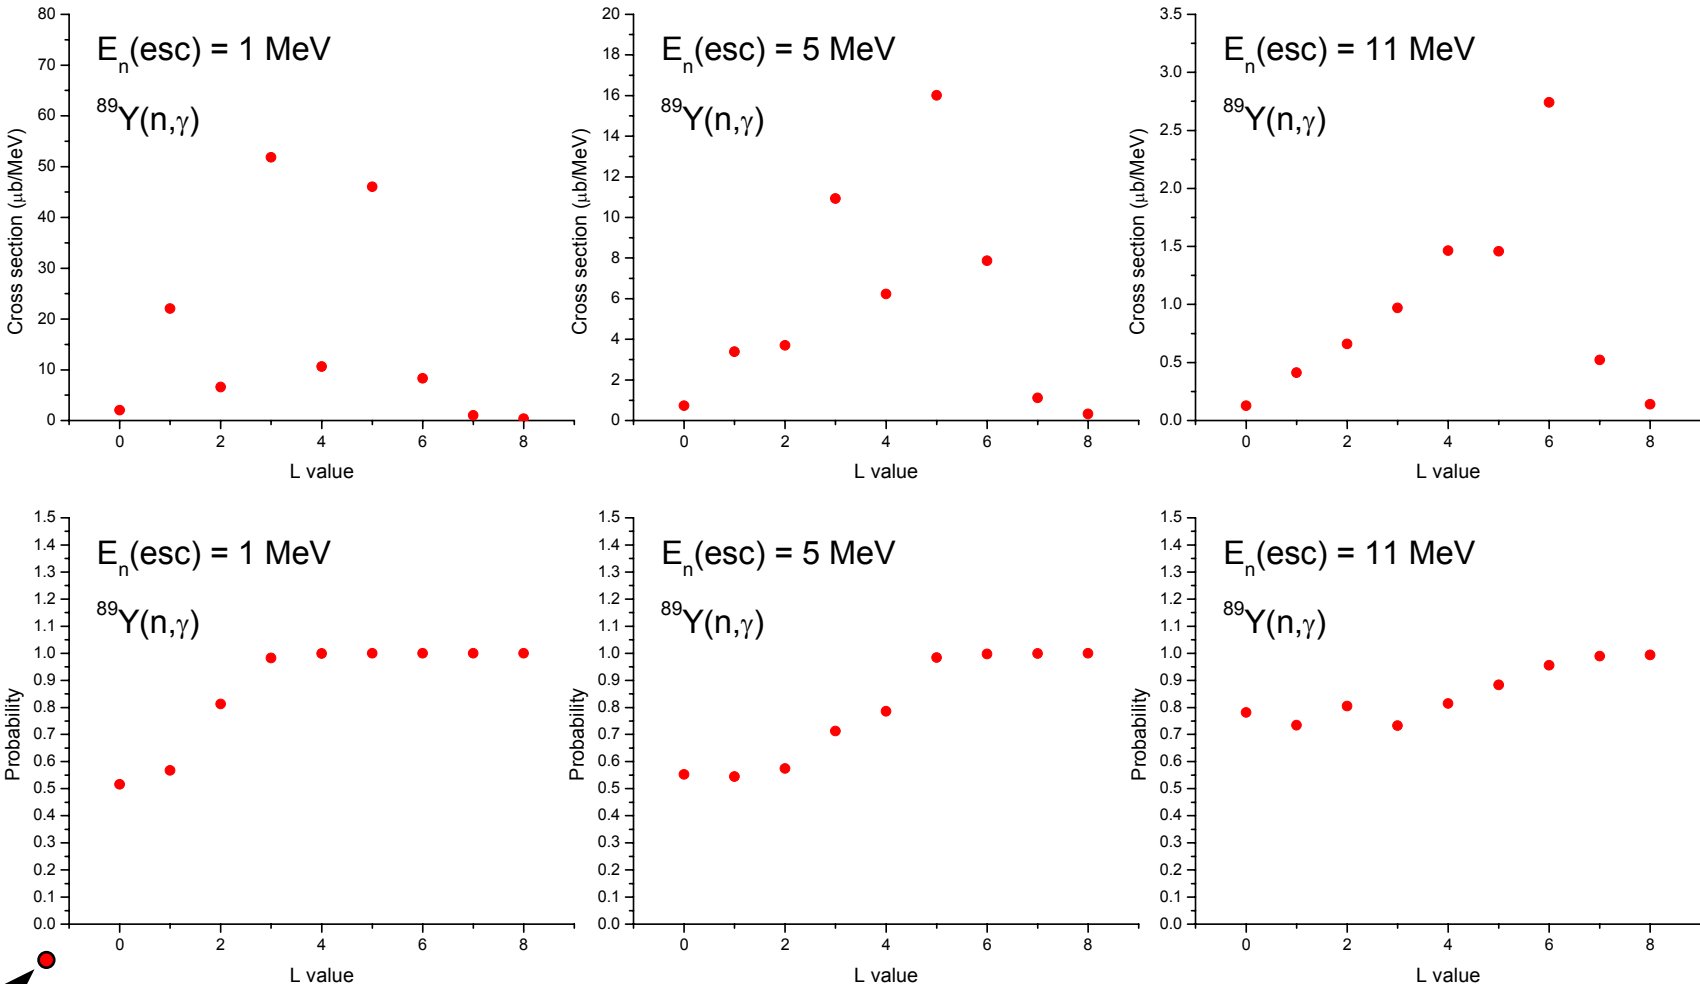 E_n(esc) = 1 MeV
⁸⁹Y(n,γ)
Cross section (μb/MeV)
80
70
60
50
40
30
20
10
0
0 2 4 6 8
L value
E_n(esc) = 5 MeV
⁸⁹Y(n,γ)
Cross section (μb/MeV)
20
18
16
14
12
10
8
6
4
2
0
0 2 4 6 8
L value
E_n(esc) = 11 MeV
⁸⁹Y(n,γ)
Cross section (μb/MeV)
3.5
3.0
2.5
2.0
1.5
1.0
0.5
0.0
0 2 4 6 8
L value
E_n(esc) = 1 MeV
⁸⁹Y(n,γ)
Probability
1.5
1.4
1.3
1.2
1.1
1.0
0.9
0.8
0.7
0.6
0.5
0.4
0.3
0.2
0.1
0.0
0 2 4 6 8
L value
E_n(esc) = 5 MeV
⁸⁹Y(n,γ)
Probability
1.5
1.4
1.3
1.2
1.1
1.0
0.9
0.8
0.7
0.6
0.5
0.4
0.3
0.2
0.1
0.0
0 2 4 6 8
L value
E_n(esc) = 11 MeV
⁸⁹Y(n,γ)
Probability
1.5
1.4
1.3
1.2
1.1
1.0
0.9
0.8
0.7
0.6
0.5
0.4
0.3
0.2
0.1
0.0
0 2 4 6 8
L value